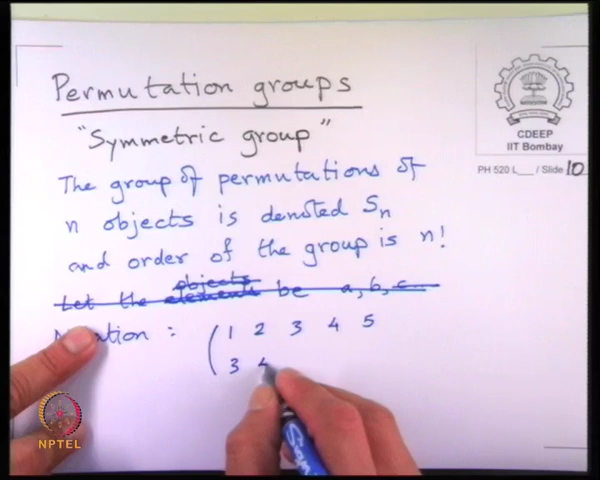 Permutation groups
"Symmetric group"
The group of permutations of
n objects is denoted Sn
and order of the group is n!
objects
Let the elements be a, b, c
Notation : ( 1 2 3 4 5
3 4
CDEEP
IIT Bombay
PH 520 L___ / Slide 10
NPTEL